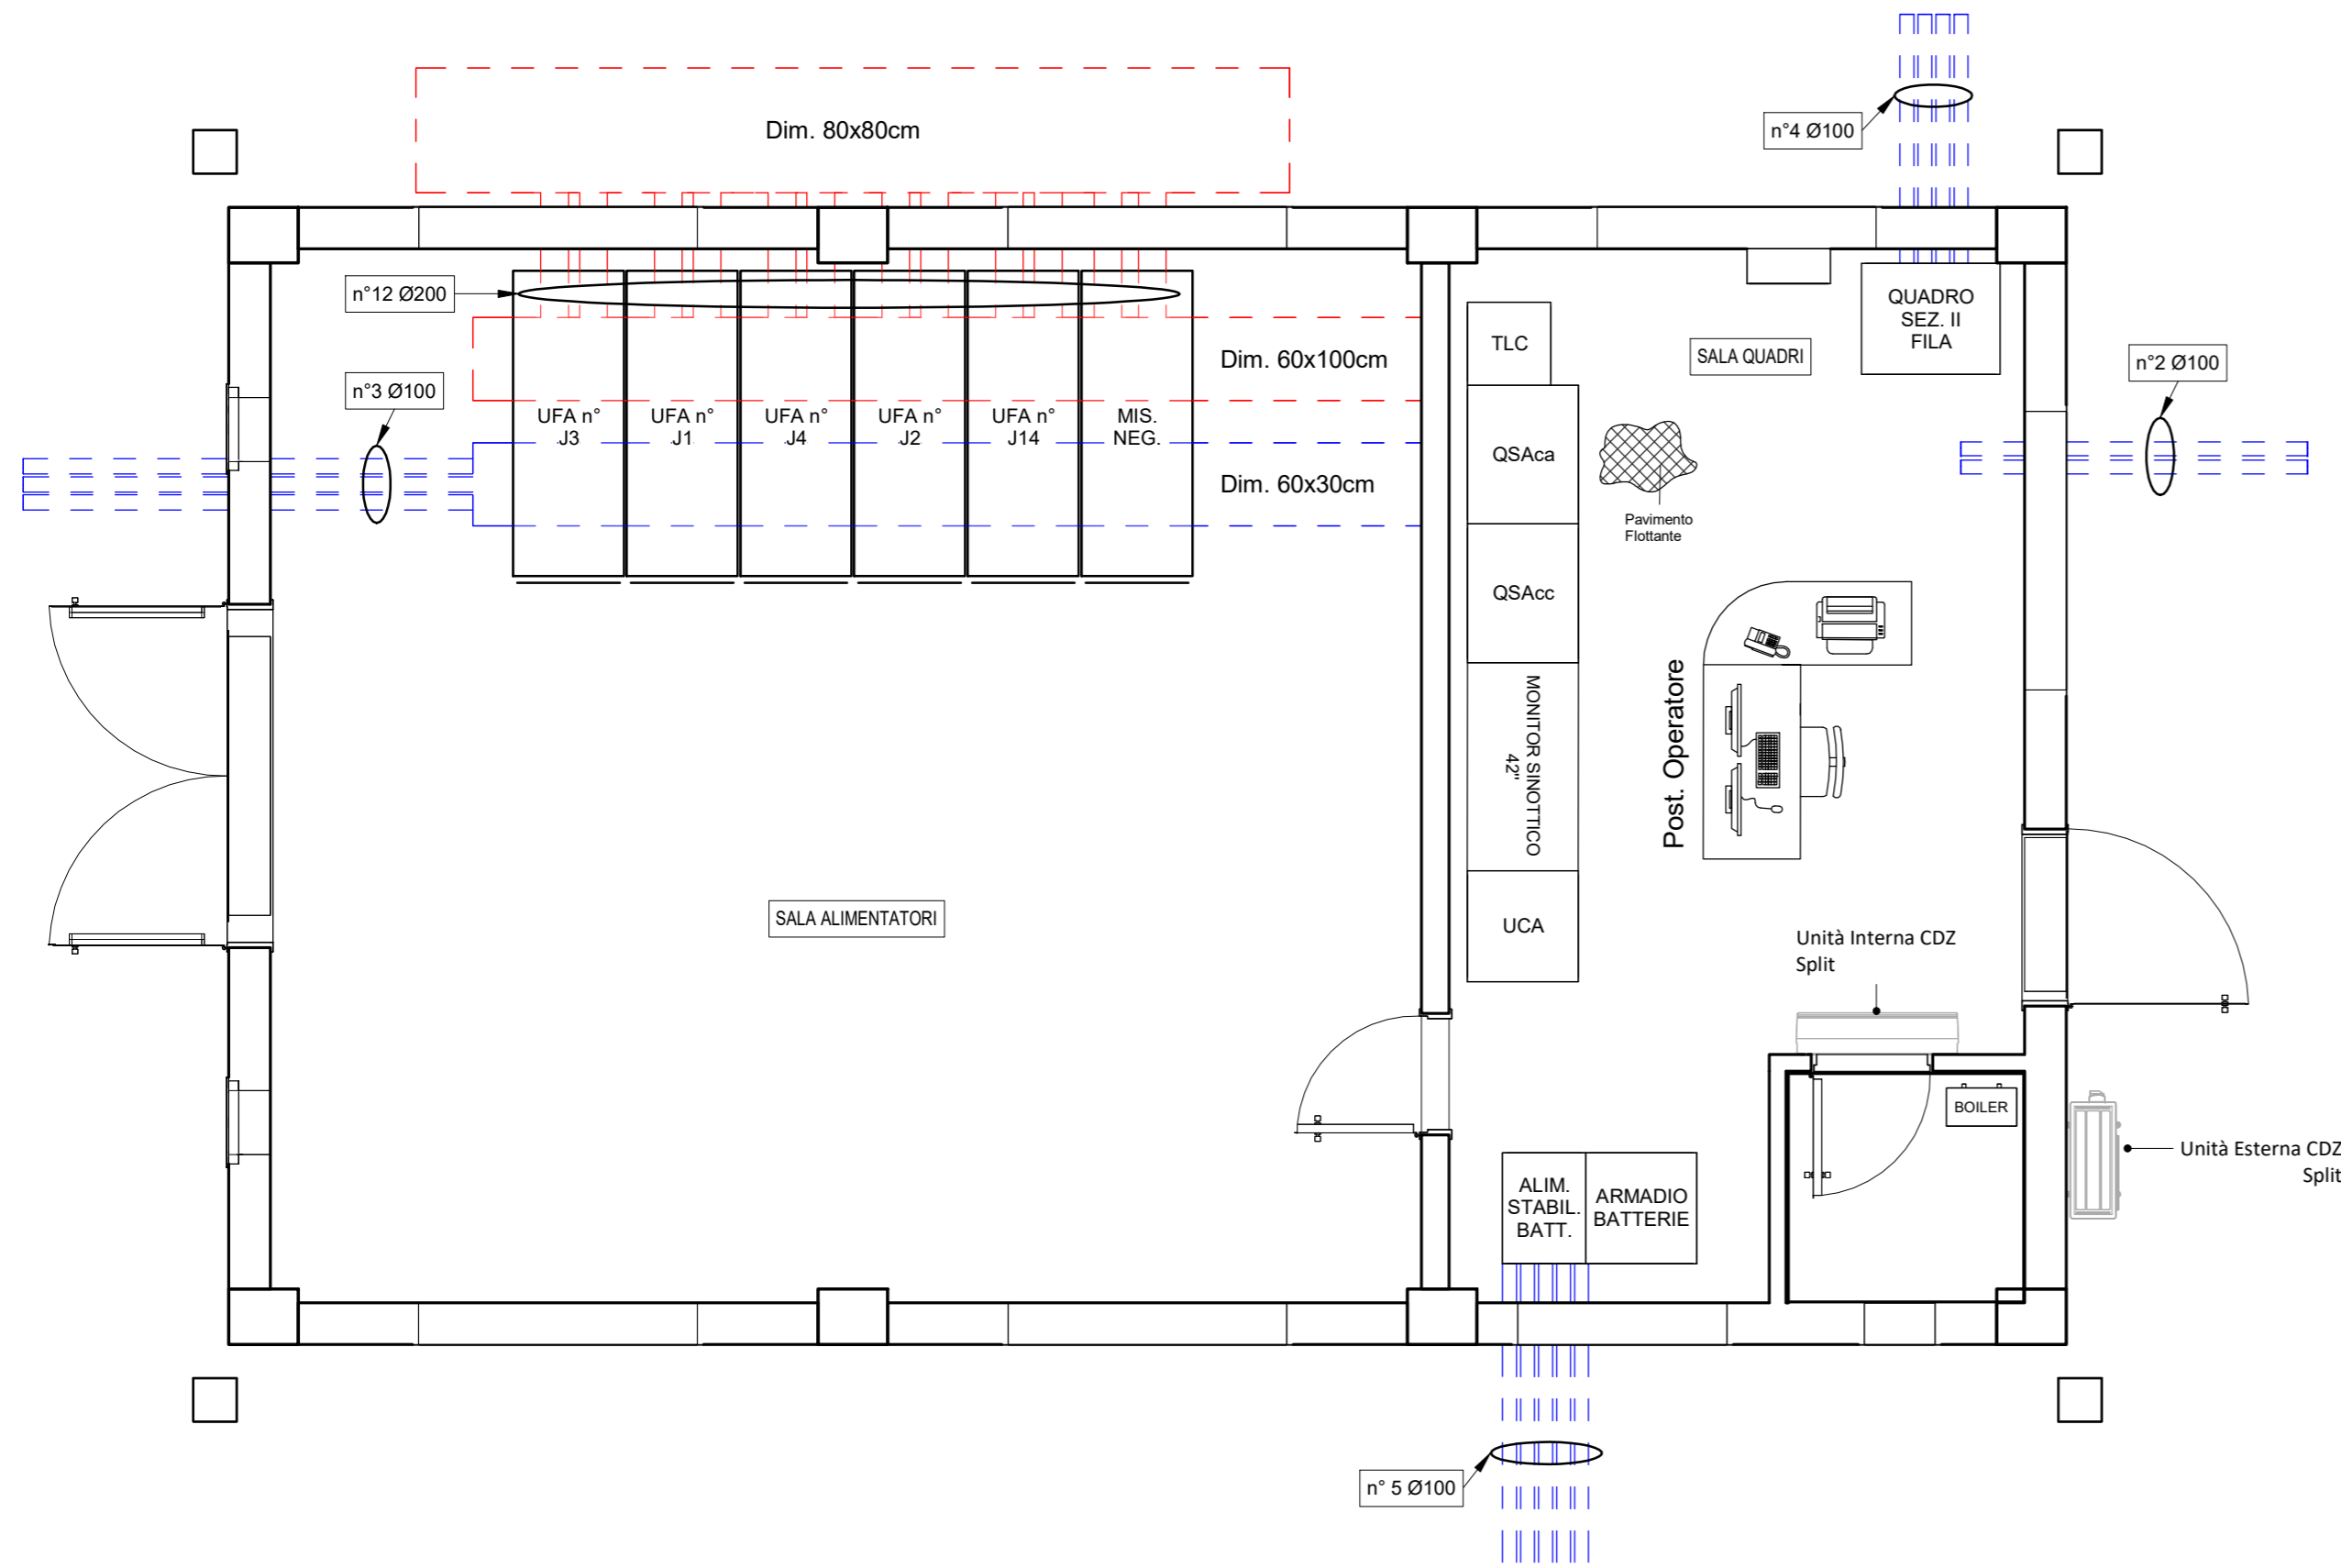 Dim. 80x80cm
n°4 Ø100
n°12 Ø200
QUADRO
SEZ. II
FILA
TLC
SALA QUADRI
Dim. 60x100cm
n°2 Ø100
n°3 Ø100
UFA n°
J3
UFA n°
J1
UFA n°
J4
UFA n°
J2
UFA n°
J14
MIS.
NEG.
QSAca
Dim. 60x30cm
Pavimento
Flottante
QSAcc
MONITOR SINOTTICO
42"
Post. Operatore
SALA ALIMENTATORI
UCA
Unità Interna CDZ
Split
BOILER
Unità Esterna CDZ
Split
ALIM.
STABIL.
BATT.
ARMADIO
BATTERIE
n° 5 Ø100